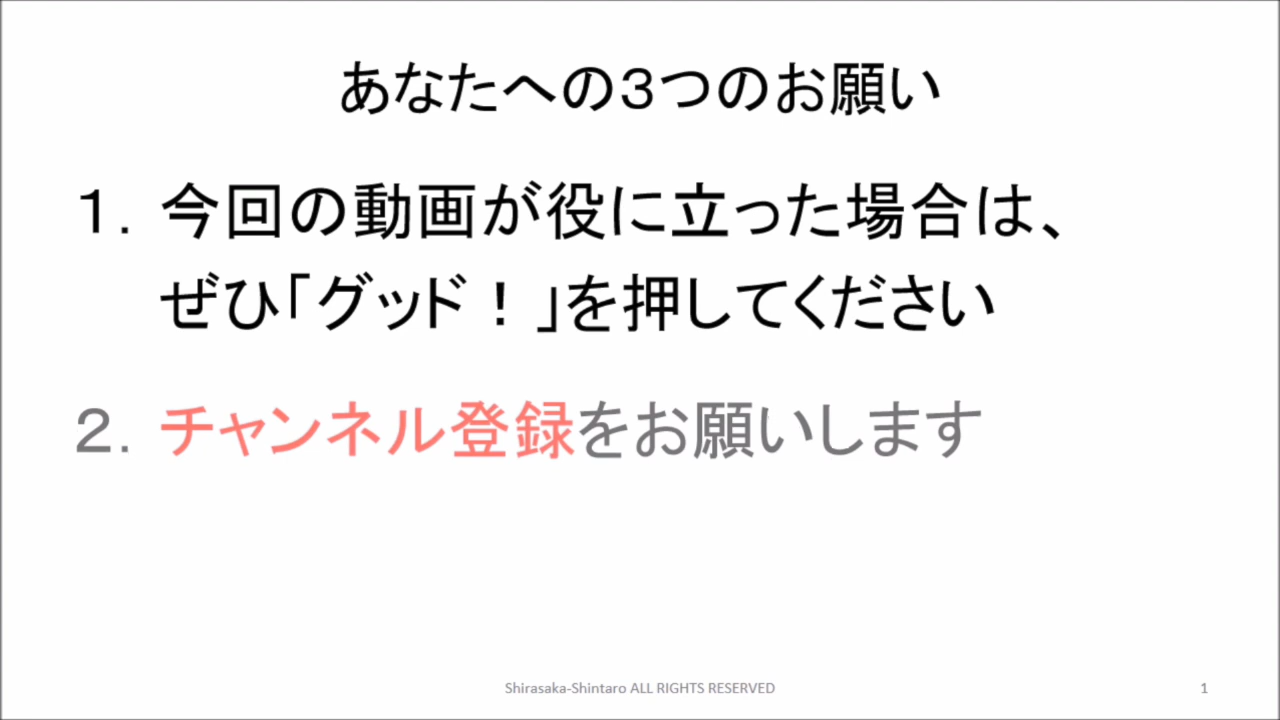 あなたへの３つのお願い
１．今回の動画が役に立った場合は、
ぜひ「グッド！」を押してください
２．チャンネル登録をお願いします
Shirasaka-Shintaro ALL RIGHTS RESERVED
1